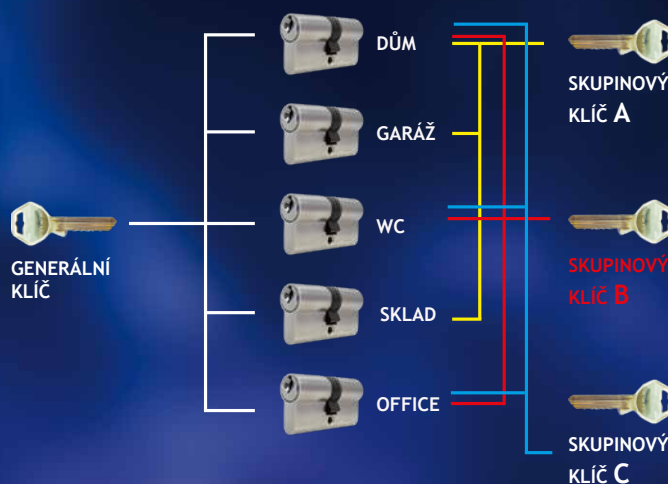 GENERÁLNÍ
KLÍČ
DŮM
GARÁŽ
WC
SKLAD
OFFICE
SKUPINOVÝ
KLÍČ A
SKUPINOVÝ
KLÍČ B
SKUPINOVÝ
KLÍČ C